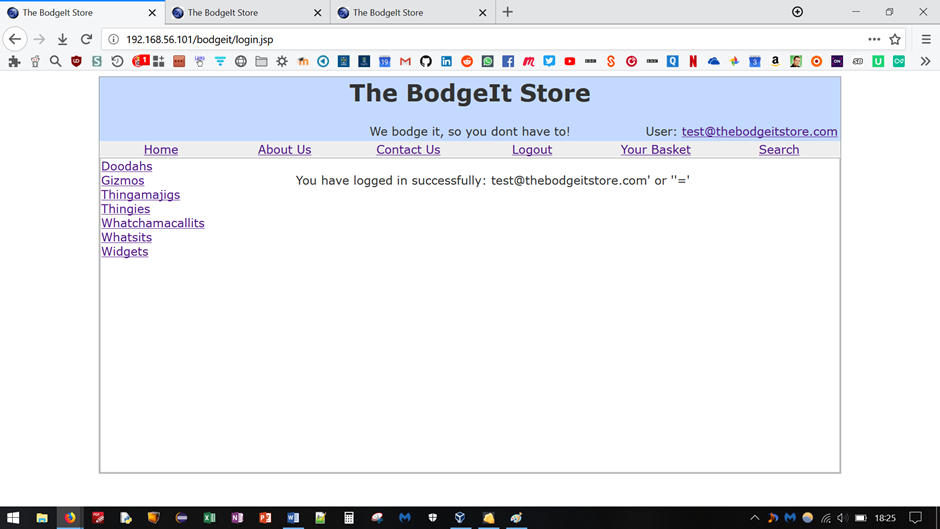 The BodgeIt Store
The BodgeIt Store
The BodgeIt Store
192.168.56.101/bodgeit/login.jsp
The BodgeIt Store
We bodge it, so you dont have to!
User: test@thebodgeitstore.com
Home About Us Contact Us Logout Your Basket Search
Doodahs
Gizmos
Thingamajigs
Thingies
Whatchamacallits
Whatsits
Widgets
You have logged in successfully: test@thebodgeitstore.com' or ''='
18:25